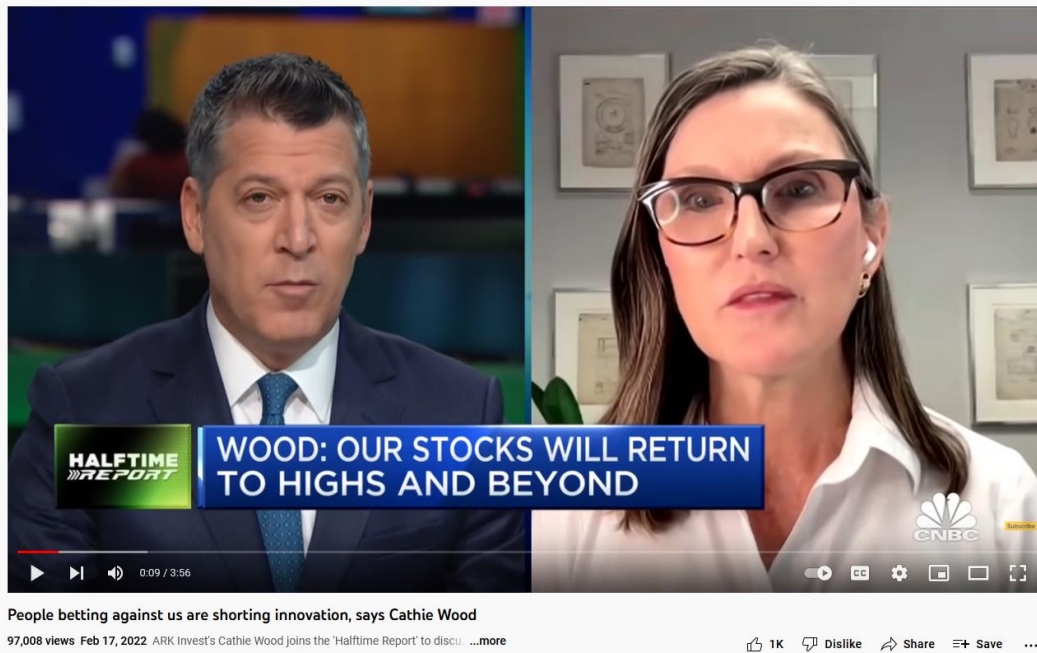 HALFTIME
REPORT
WOOD: OUR STOCKS WILL RETURN
TO HIGHS AND BEYOND
CNBC
Subscribe
0:09 / 3:56
CC
People betting against us are shorting innovation, says Cathie Wood
97,008 views Feb 17, 2022 ARK Invest's Cathie Wood joins the 'Halftime Report' to discu... ...more
1K Dislike Share Save ...